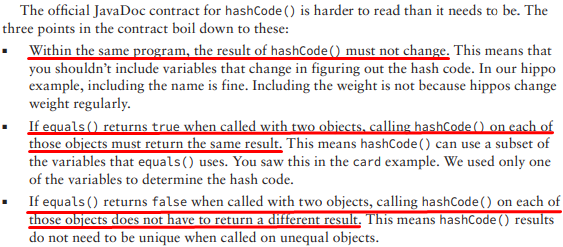 The official JavaDoc contract for hashCode() is harder to read than it needs to be. The
three points in the contract boil down to these:
▪ Within the same program, the result of hashCode() must not change. This means that
you shouldn't include variables that change in figuring out the hash code. In our hippo
example, including the name is fine. Including the weight is not because hippos change
weight regularly.
▪ If equals() returns true when called with two objects, calling hashCode() on each of
those objects must return the same result. This means hashCode() can use a subset of
the variables that equals() uses. You saw this in the card example. We used only one
of the variables to determine the hash code.
▪ If equals() returns false when called with two objects, calling hashCode() on each of
those objects does not have to return a different result. This means hashCode() results
do not need to be unique when called on unequal objects.